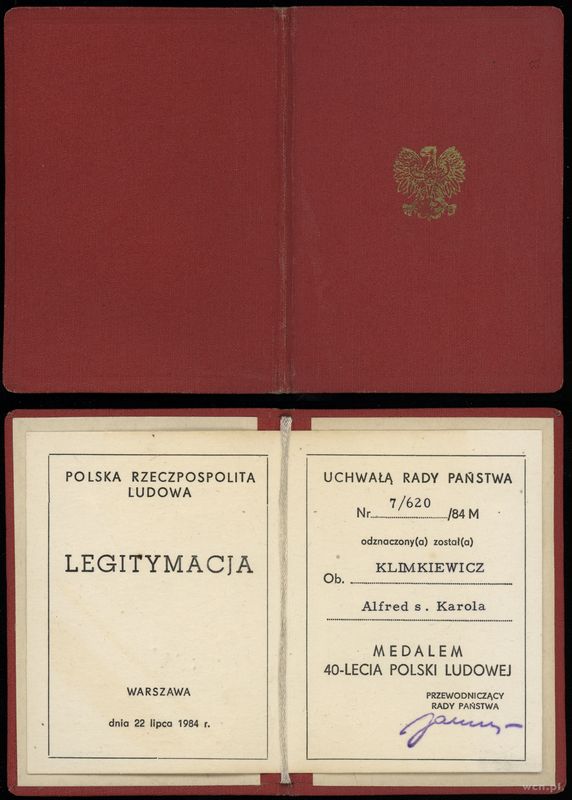 POLSKA RZECZPOSPOLITA
LUDOWA
LEGITYMACJA
WARSZAWA
dnia 22 lipca 1984 r.
UCHWAŁĄ RADY PAŃSTWA
Nr 7/620 /84 M
odznaczony(a) został(a)
Ob. KLIMKIEWICZ
Alfred s. Karola
MEDALEM
40-LECIA POLSKI LUDOWEJ
PRZEWODNICZĄCY
RADY PAŃSTWA
wcn.pl